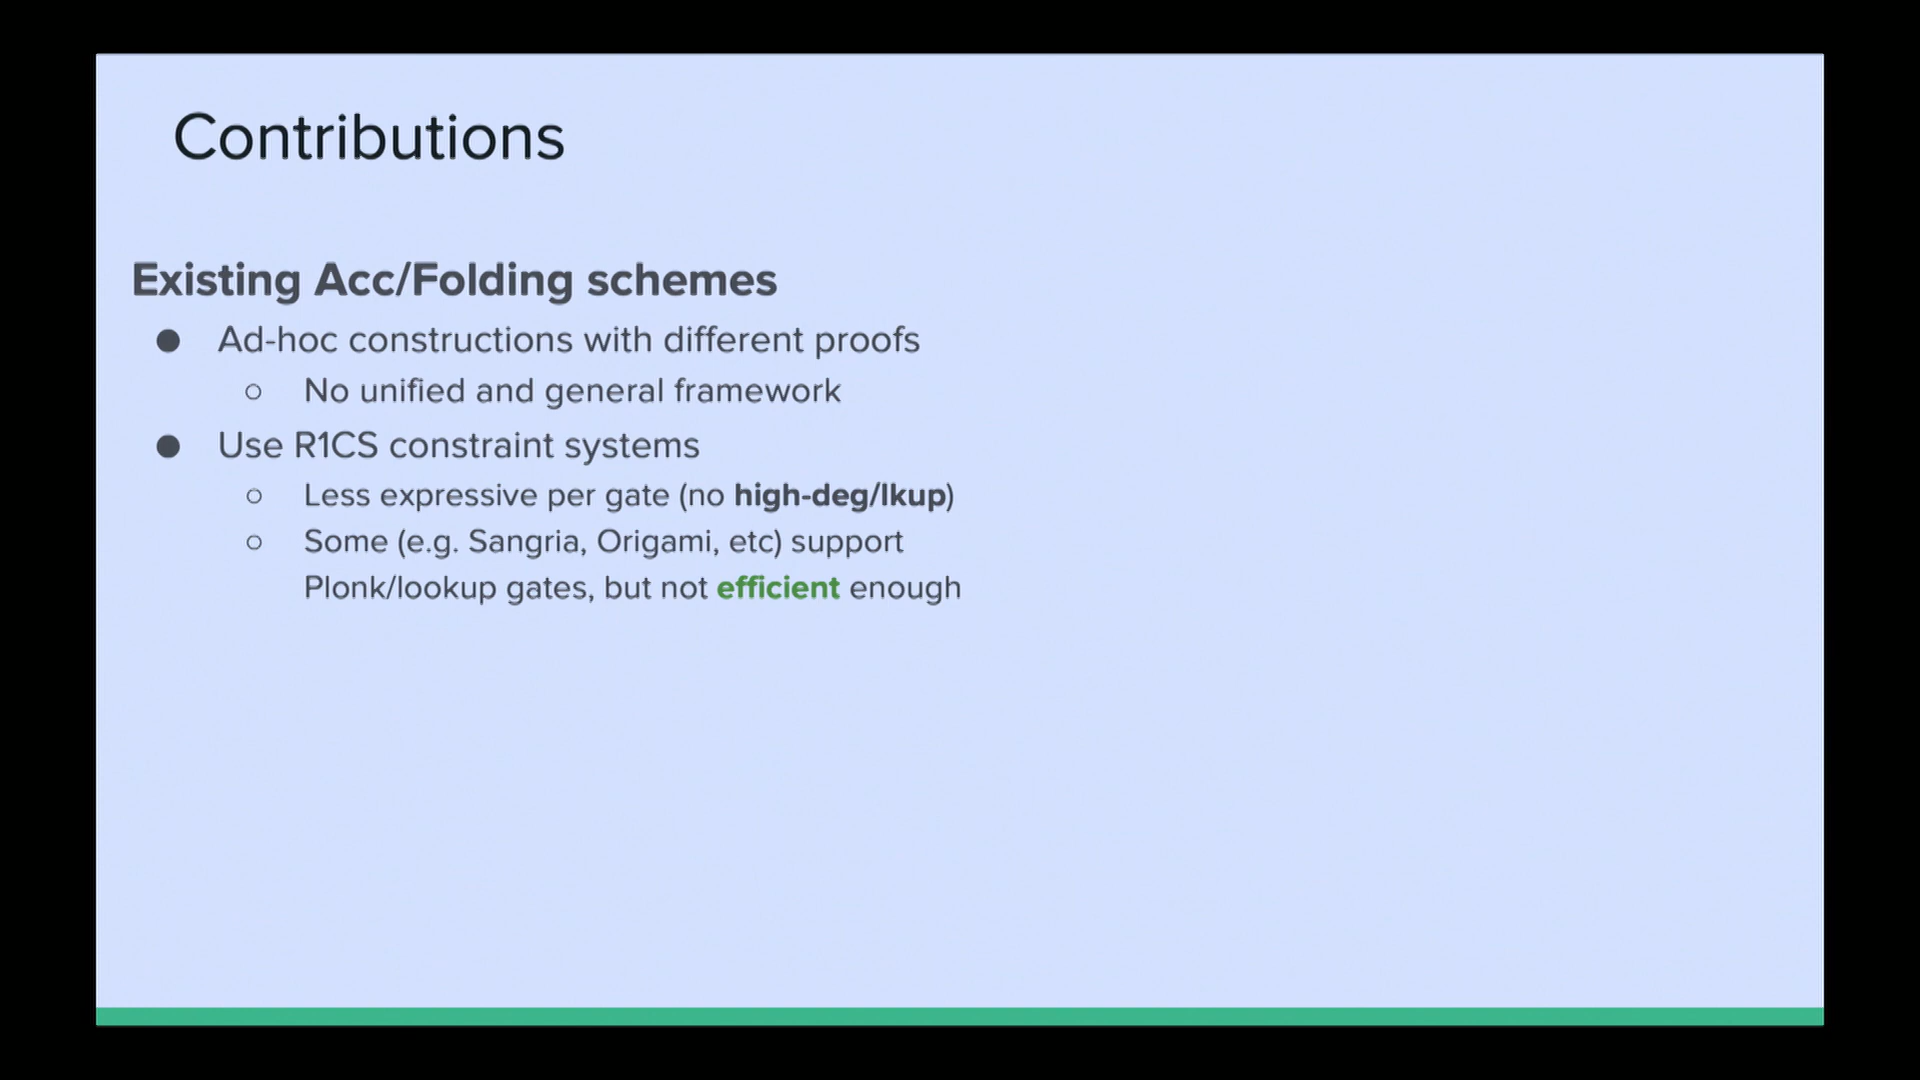 Contributions
Existing Acc/Folding schemes
● Ad-hoc constructions with different proofs
○ No unified and general framework
● Use R1CS constraint systems
○ Less expressive per gate (no high-deg/lkup)
○ Some (e.g. Sangria, Origami, etc) support
Plonk/lookup gates, but not efficient enough